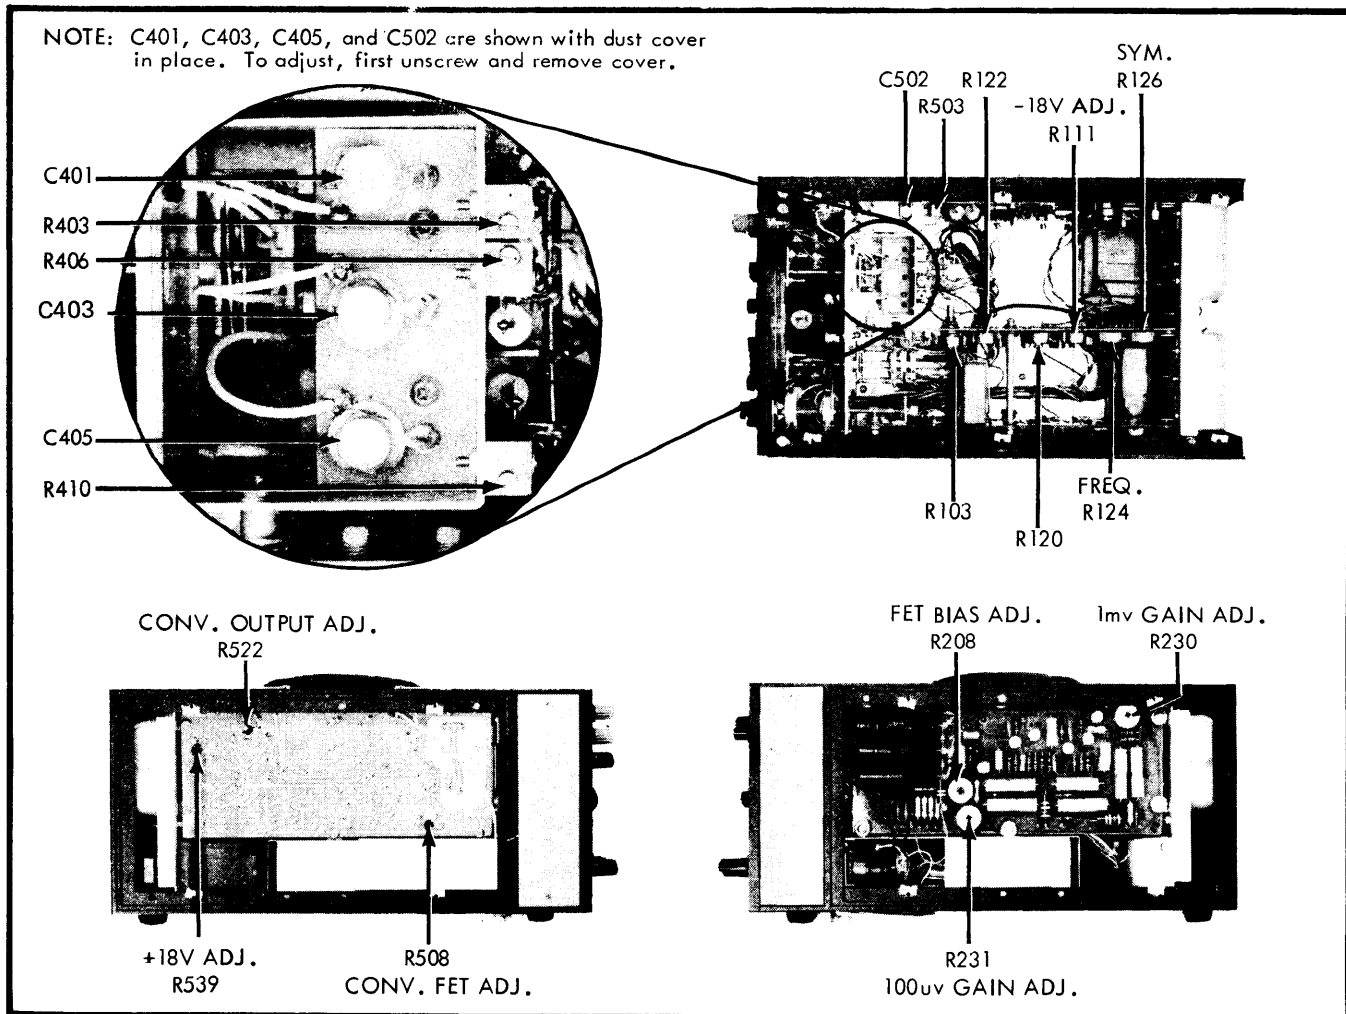 NOTE: C401, C403, C405, and C502 are shown with dust cover
in place. To adjust, first unscrew and remove cover.
C401
R403
R406
C403
C405
R410
SYM.
C502 R122 R126
R503 -18V ADJ.
R111
R103
FREQ.
R124
R120
CONV. OUTPUT ADJ.
R522
+18V ADJ.
R539
R508
CONV. FET ADJ.
FET BIAS ADJ.
R208
1mv GAIN ADJ.
R230
R231
100uv GAIN ADJ.